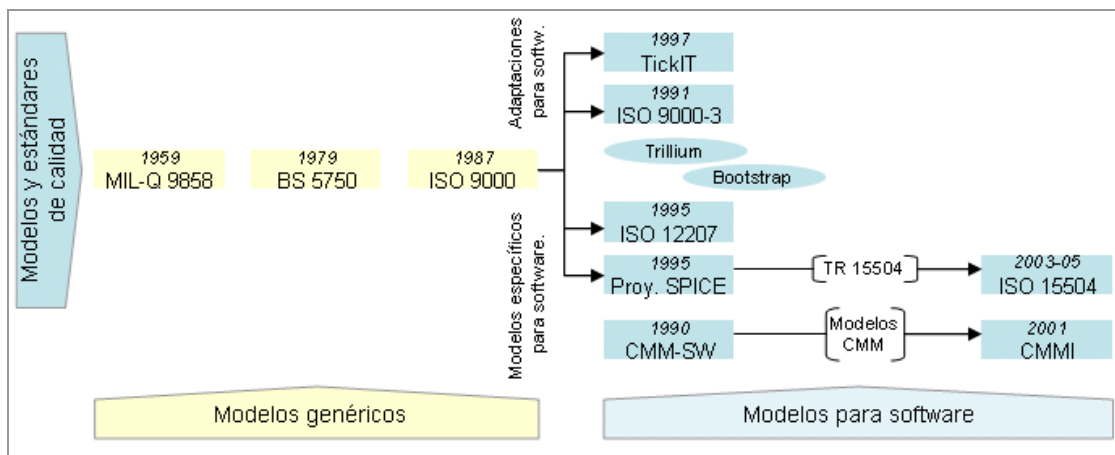 Modelos y estándares
de calidad
1959
MIL-Q 9858
1979
BS 5750
1987
ISO 9000
Adaptaciones
para softw.
Modelos específicos
para software.
1997
TickIT
1991
ISO 9000-3
Trillium
Bootstrap
1995
ISO 12207
1995
Proy. SPICE
TR 15504
2003-05
ISO 15504
1990
CMM-SW
Modelos
CMM
2001
CMMI
Modelos genéricos
Modelos para software